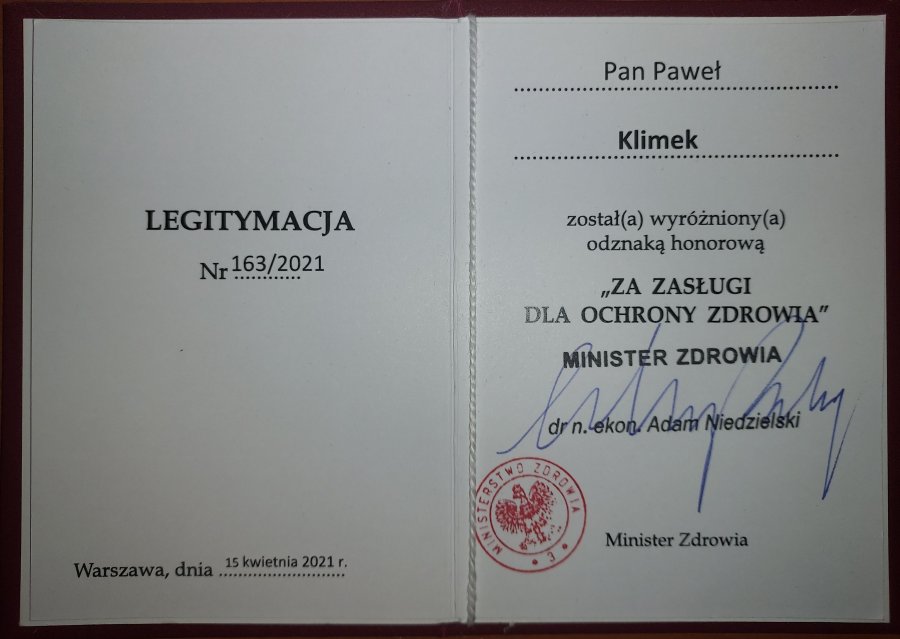 LEGITYMACJA
Nr 163/2021
Warszawa, dnia 15 kwietnia 2021 r.
Pan Paweł
Klimek
został(a) wyróżniony(a)
odznaką honorową
„ZA ZASŁUGI
DLA OCHRONY ZDROWIA”
MINISTER ZDROWIA
dr n. ekon. Adam Niedzielski
MINISTERSTWO ZDROWIA
* 3 *
Minister Zdrowia